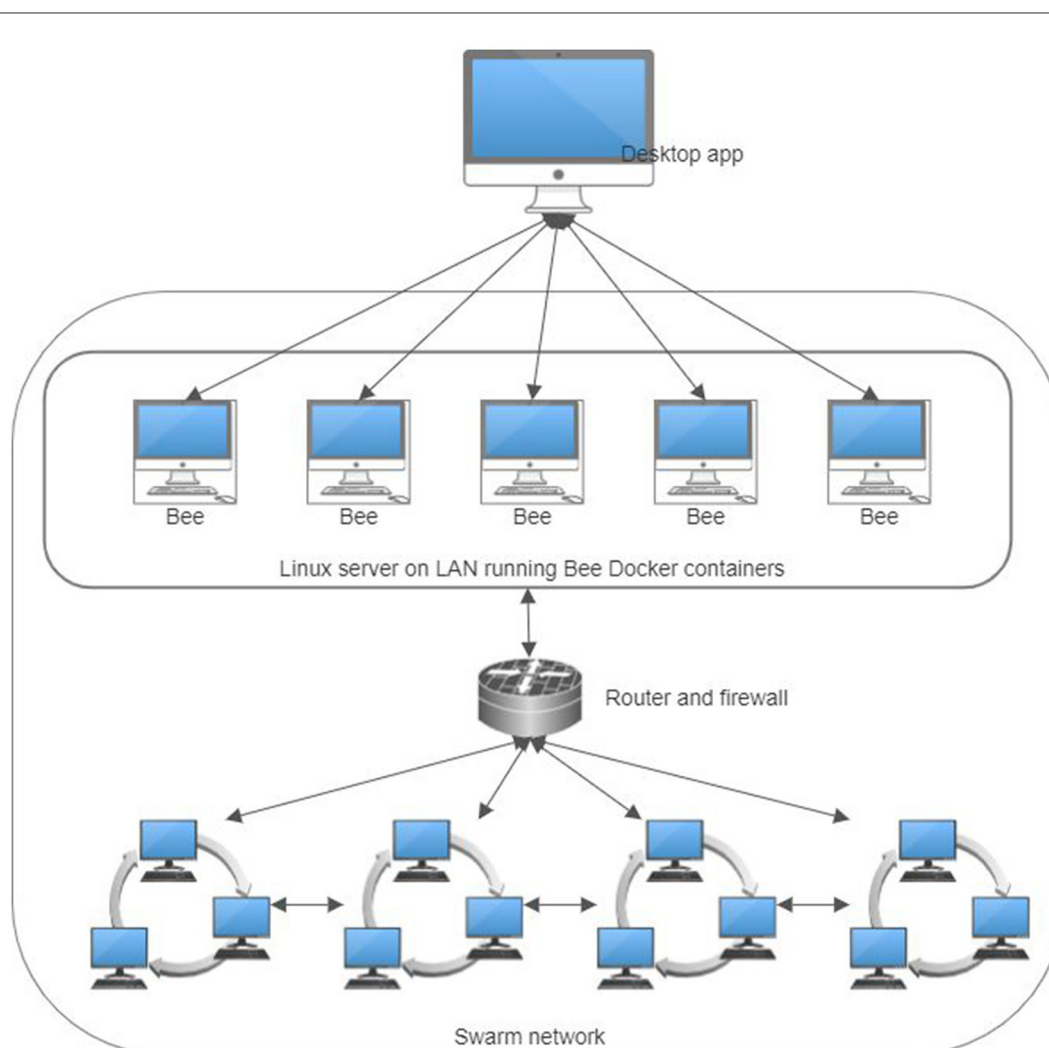 Desktop app
Bee
Bee
Bee
Bee
Bee
Linux server on LAN running Bee Docker containers
Router and firewall
Swarm network